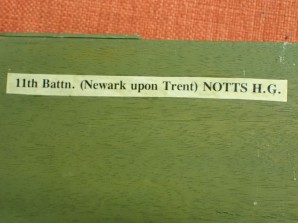 11th Battn. (Newark upon Trent) NOTTS H.G.